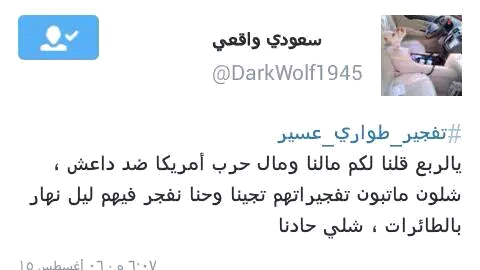 سعودي واقعي
@DarkWolf1945
#تفجير_طواري_عسير
يالربع قلنا لكم مالنا ومال حرب أمريكا ضد داعش ،
شلون ماتبون تفجيراتهم تجينا وحنا نفجر فيهم ليل نهار
بالطائرات ، شلي حادنا
٦:٠٧ م · ٠٦ أغسطس ١٥